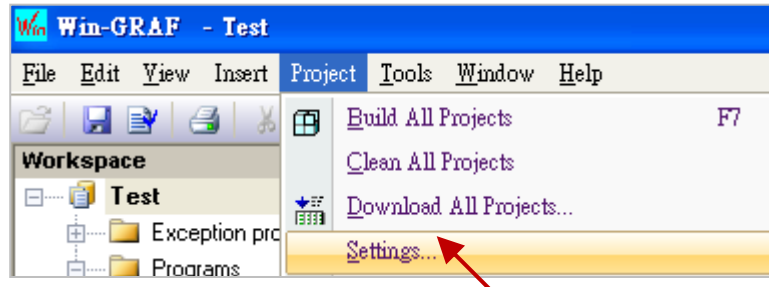 Win Win-GRAF - Test
File Edit View Insert Project Tools Window Help
Build All Projects F7
Clean All Projects
Workspace
Test
Download All Projects...
Exception pro
Settings...
Programs